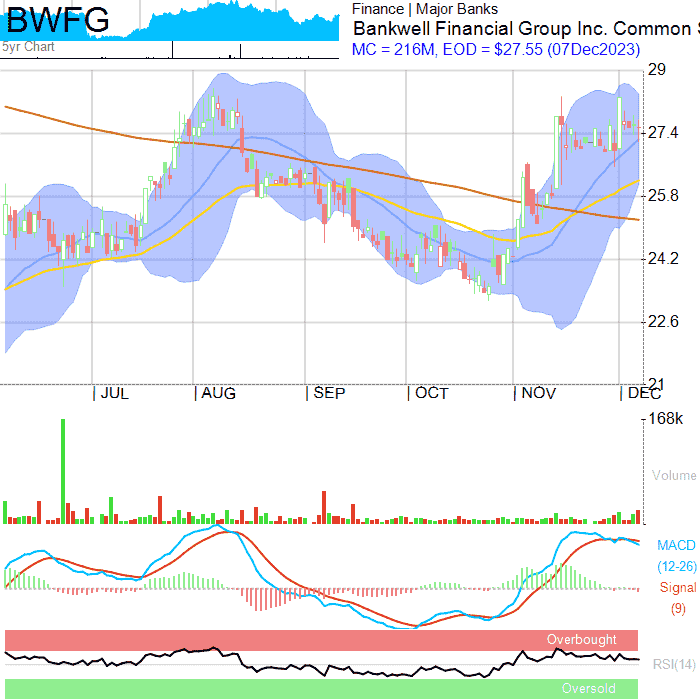 BWFG
5yr Chart
Finance | Major Banks
Bankwell Financial Group Inc. Common S
MC = 216M, EOD = $27.55 (07Dec2023)
29
27.4
25.8
24.2
22.6
21
JUL AUG SEP OCT NOV DEC
168k
Volume
MACD
(12-26)
Signal
(9)
Overbought
RSI(14)
Oversold